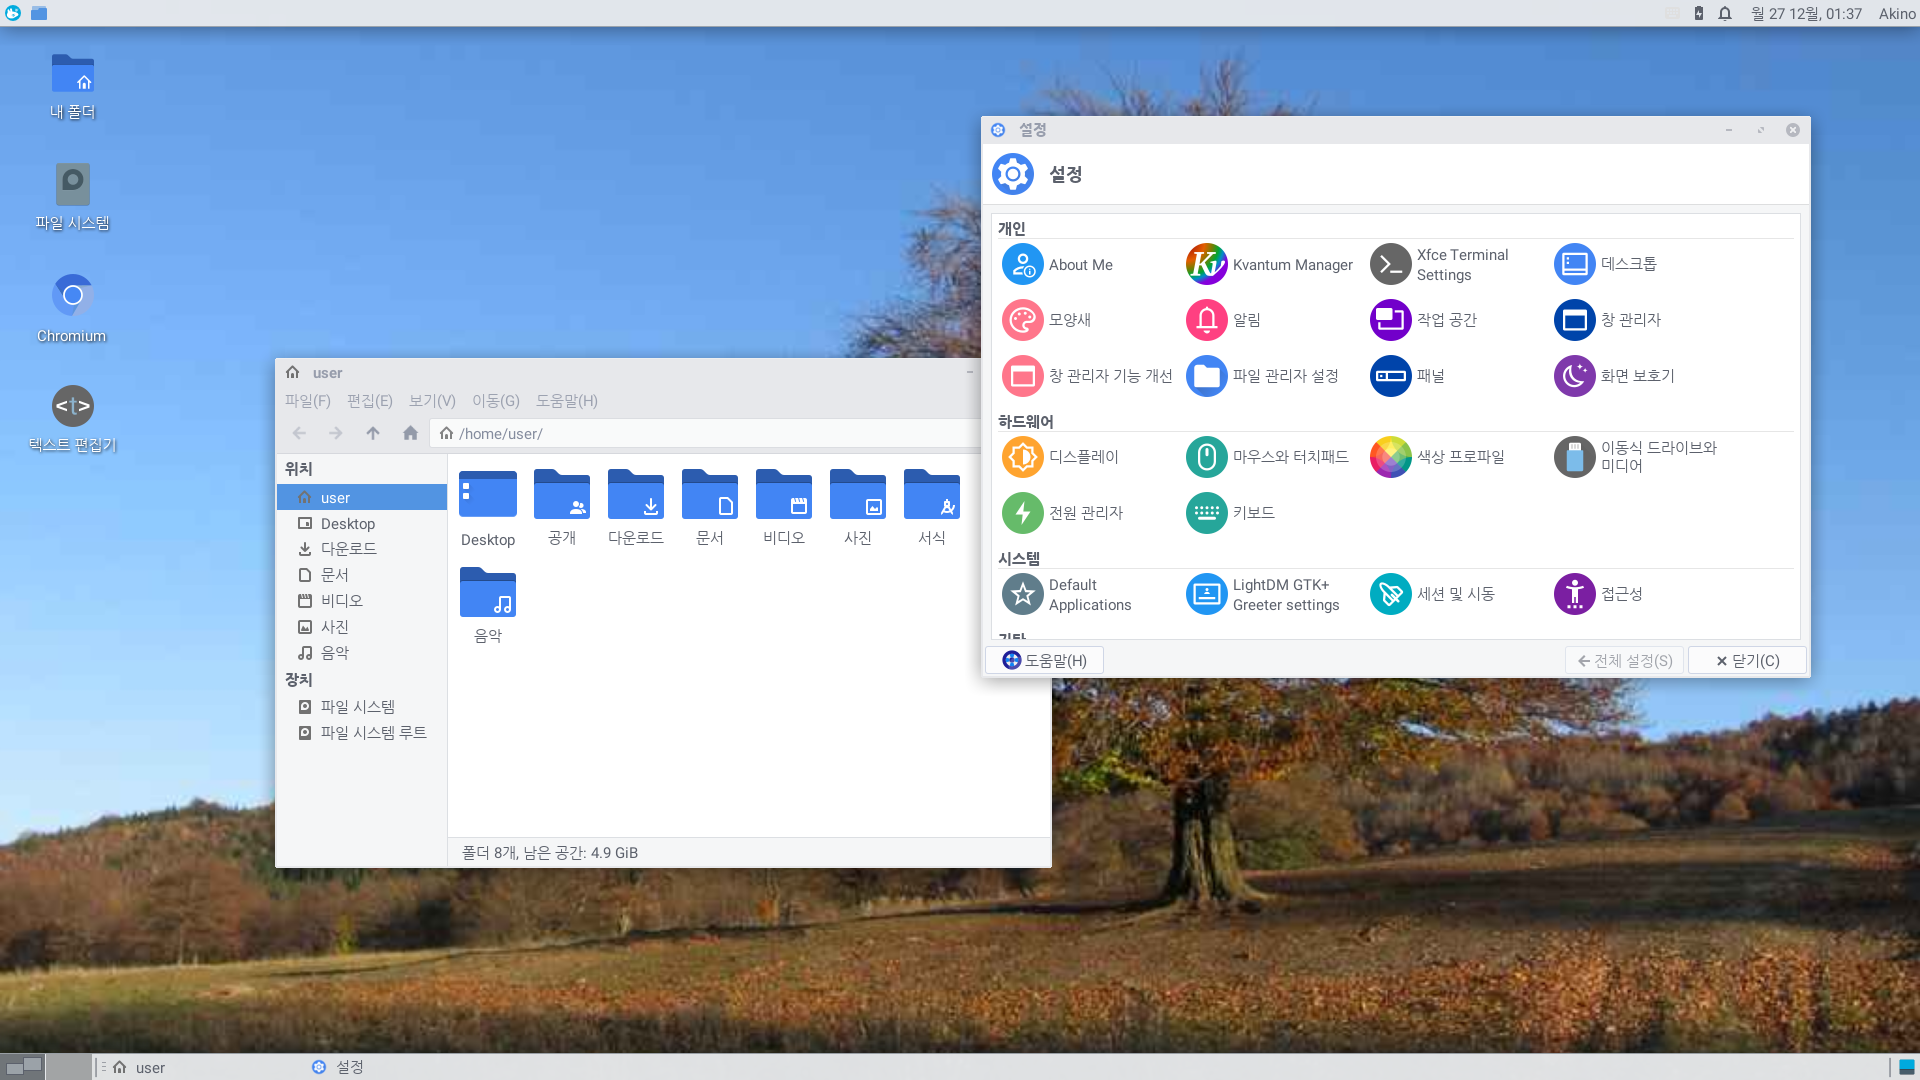 월 27 12월, 01:37
Akino
내 폴더
파일 시스템
Chromium
텍스트 편집기
user
파일(F) 편집(E) 보기(V) 이동(G) 도움말(H)
/home/user/
위치
user
Desktop
다운로드
문서
비디오
사진
음악
장치
파일 시스템
파일 시스템 루트
Desktop
공개
다운로드
문서
비디오
사진
서식
음악
폴더 8개, 남은 공간: 4.9 GiB
설정
설정
개인
About Me
Kvantum Manager
Xfce Terminal
Settings
데스크톱
모양새
알림
작업 공간
창 관리자
창 관리자 기능 개선
파일 관리자 설정
패널
화면 보호기
하드웨어
디스플레이
마우스와 터치패드
색상 프로파일
이동식 드라이브와
미디어
전원 관리자
키보드
시스템
Default
Applications
LightDM GTK+
Greeter settings
세션 및 시동
접근성
기타
도움말(H)
전체 설정(S)
닫기(C)
user
설정